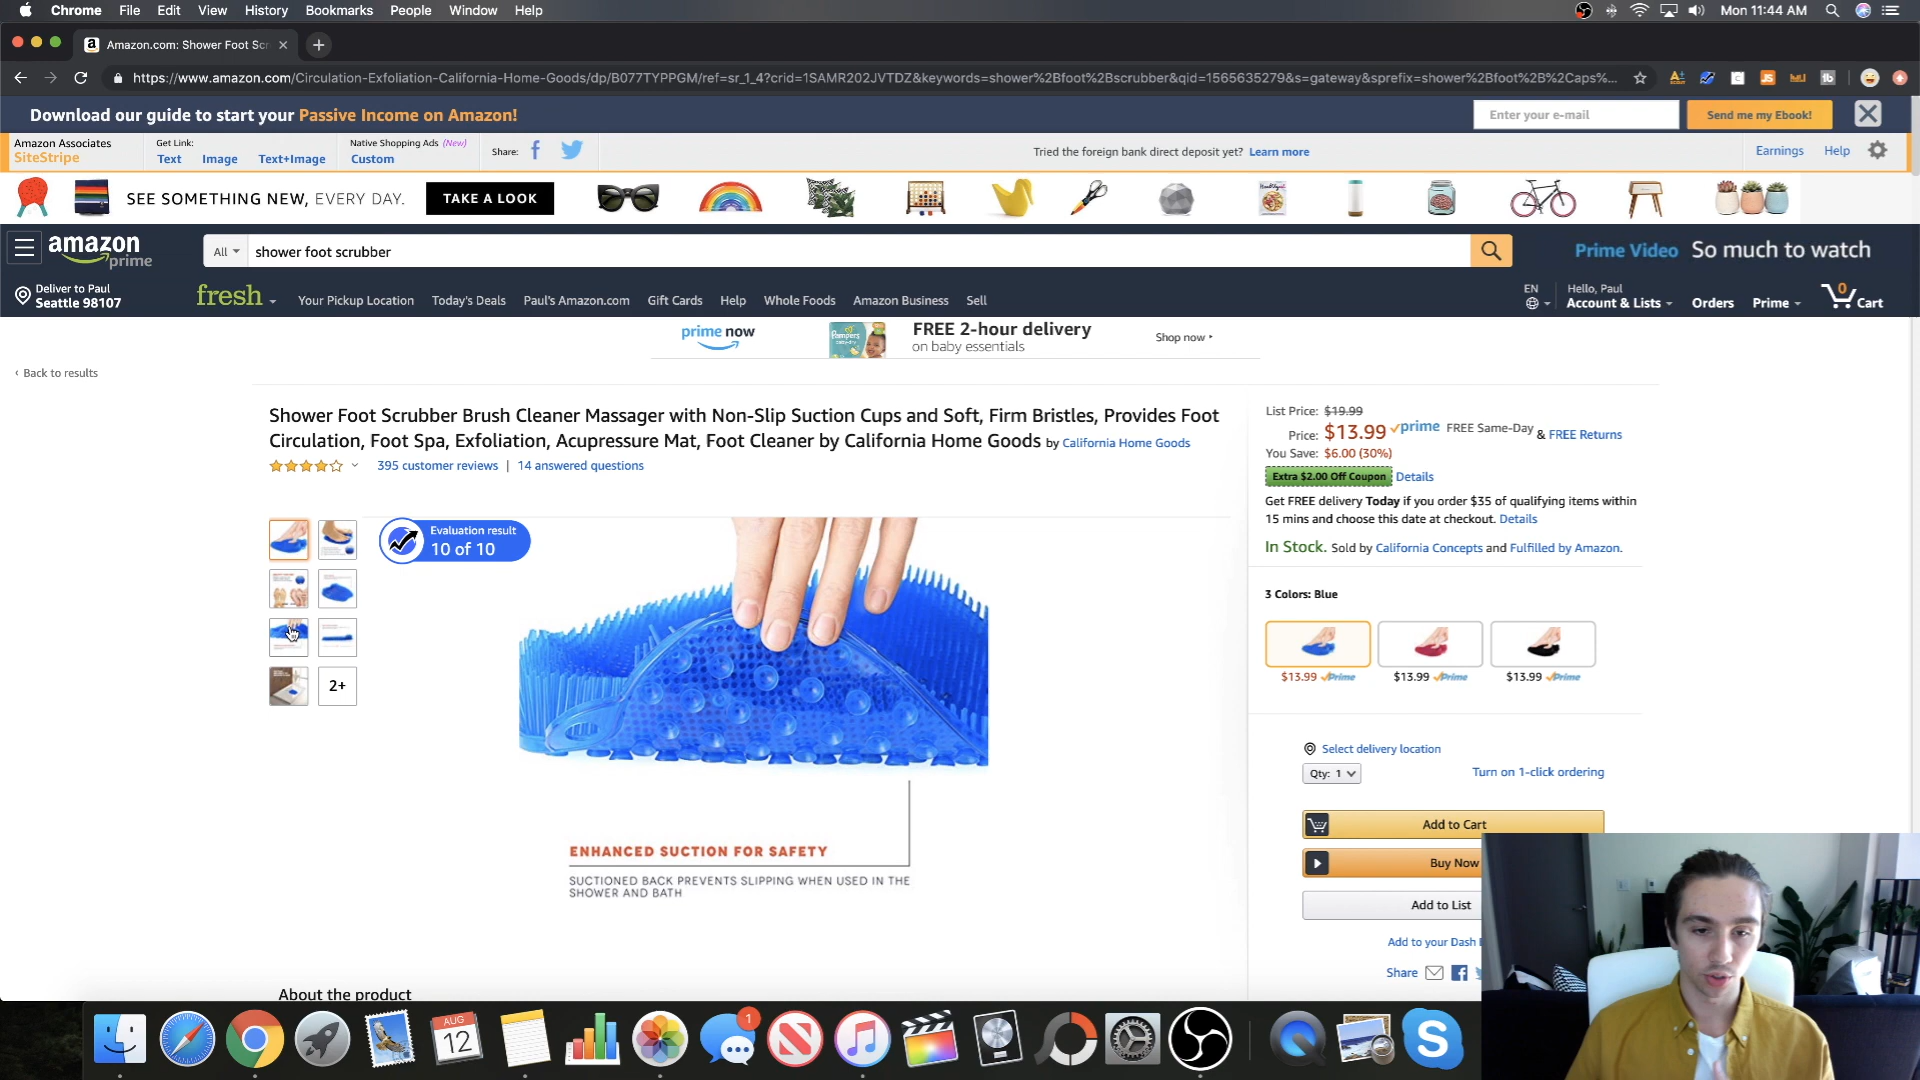 Chrome File Edit View History Bookmarks People Window Help
Mon 11:44 AM
Amazon.com: Shower Foot Scr
https://www.amazon.com/Circulation-Exfoliation-California-Home-Goods/dp/B077TYPPGM/ref=sr_1_4?crid=1SAMR202JVTDZ&keywords=shower%2Bfoot%2Bscrubber&qid=1565635279&s=gateway&sprefix=shower%2Bfoot%2B%2Caps%...
Download our guide to start your Passive Income on Amazon!
Enter your e-mail
Send me my Ebook!
Amazon Associates
SiteStripe
Get Link:
Text Image Text+Image
Native Shopping Ads (New)
Custom
Share:
Tried the foreign bank direct deposit yet? Learn more
Earnings Help
SEE SOMETHING NEW, EVERY DAY.
TAKE A LOOK
amazon
prime
All
shower foot scrubber
Prime Video So much to watch
Deliver to Paul
Seattle 98107
fresh
Your Pickup Location Today's Deals Paul's Amazon.com Gift Cards Help Whole Foods Amazon Business Sell
EN
Hello, Paul
Account & Lists
Orders
Prime
0
Cart
prime now
Pampers
FREE 2-hour delivery
on baby essentials
Shop now
‹ Back to results
Shower Foot Scrubber Brush Cleaner Massager with Non-Slip Suction Cups and Soft, Firm Bristles, Provides Foot
Circulation, Foot Spa, Exfoliation, Acupressure Mat, Foot Cleaner by California Home Goods by California Home Goods
395 customer reviews | 14 answered questions
List Price: $19.99
Price: $13.99 prime FREE Same-Day & FREE Returns
You Save: $6.00 (30%)
Extra $2.00 Off Coupon Details
Get FREE delivery Today if you order $35 of qualifying items within
15 mins and choose this date at checkout. Details
In Stock. Sold by California Concepts and Fulfilled by Amazon.
3 Colors: Blue
$13.99 Prime
$13.99 Prime
$13.99 Prime
Evaluation result
10 of 10
2+
ENHANCED SUCTION FOR SAFETY
SUCTIONED BACK PREVENTS SLIPPING WHEN USED IN THE
SHOWER AND BATH
Select delivery location
Qty: 1
Turn on 1-click ordering
Add to Cart
Buy Now
Add to List
Add to your Dash
Share
About the product
AUG
12
1